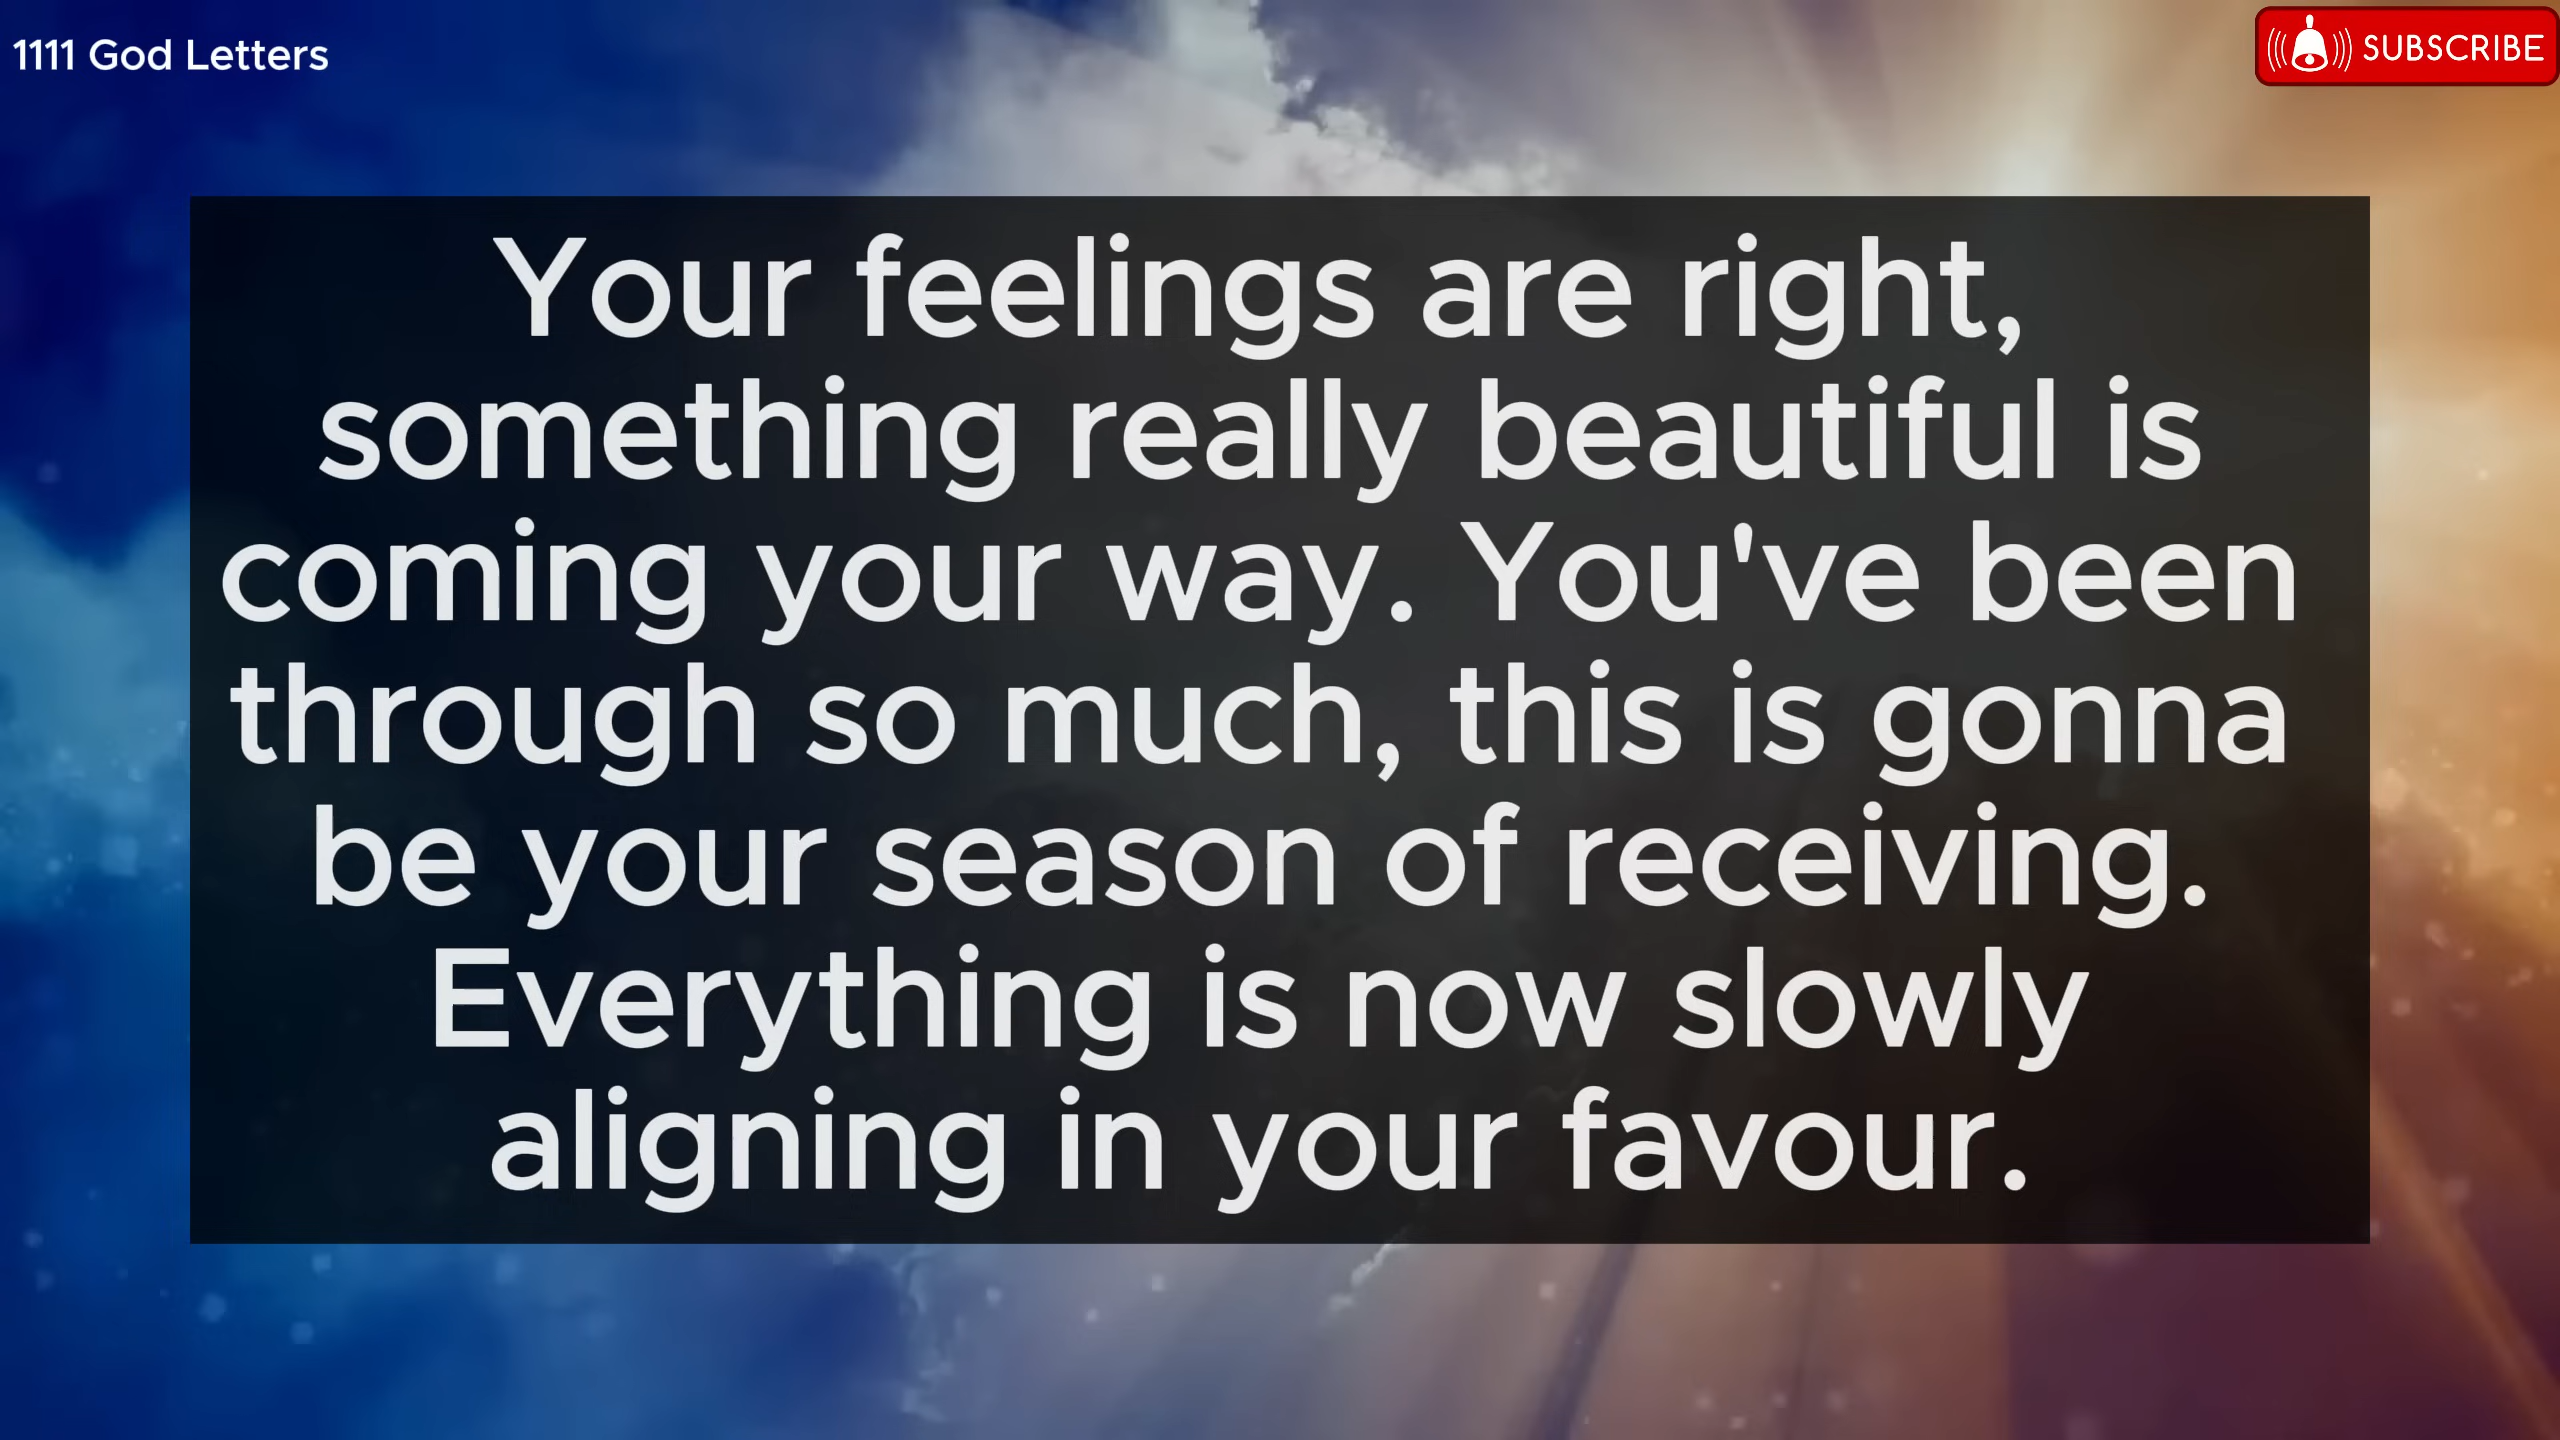 1111 God Letters
SUBSCRIBE
Your feelings are right,
something really beautiful is
coming your way. You've been
through so much, this is gonna
be your season of receiving.
Everything is now slowly
aligning in your favour.